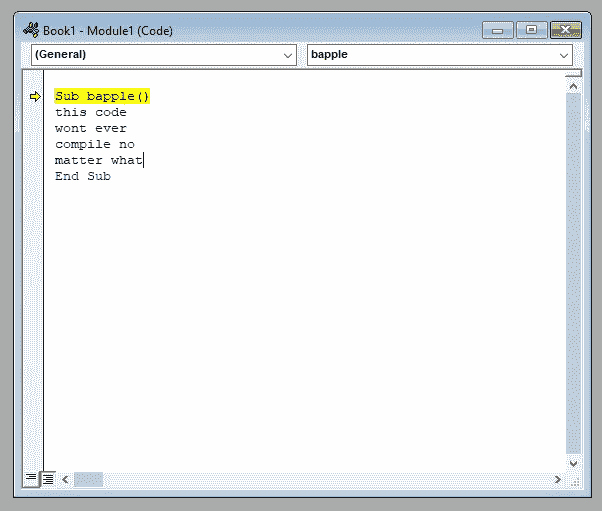 Book1 - Module1 (Code)
(General) bapple
Sub bapple()
this code
wont ever
compile no
matter what
End Sub